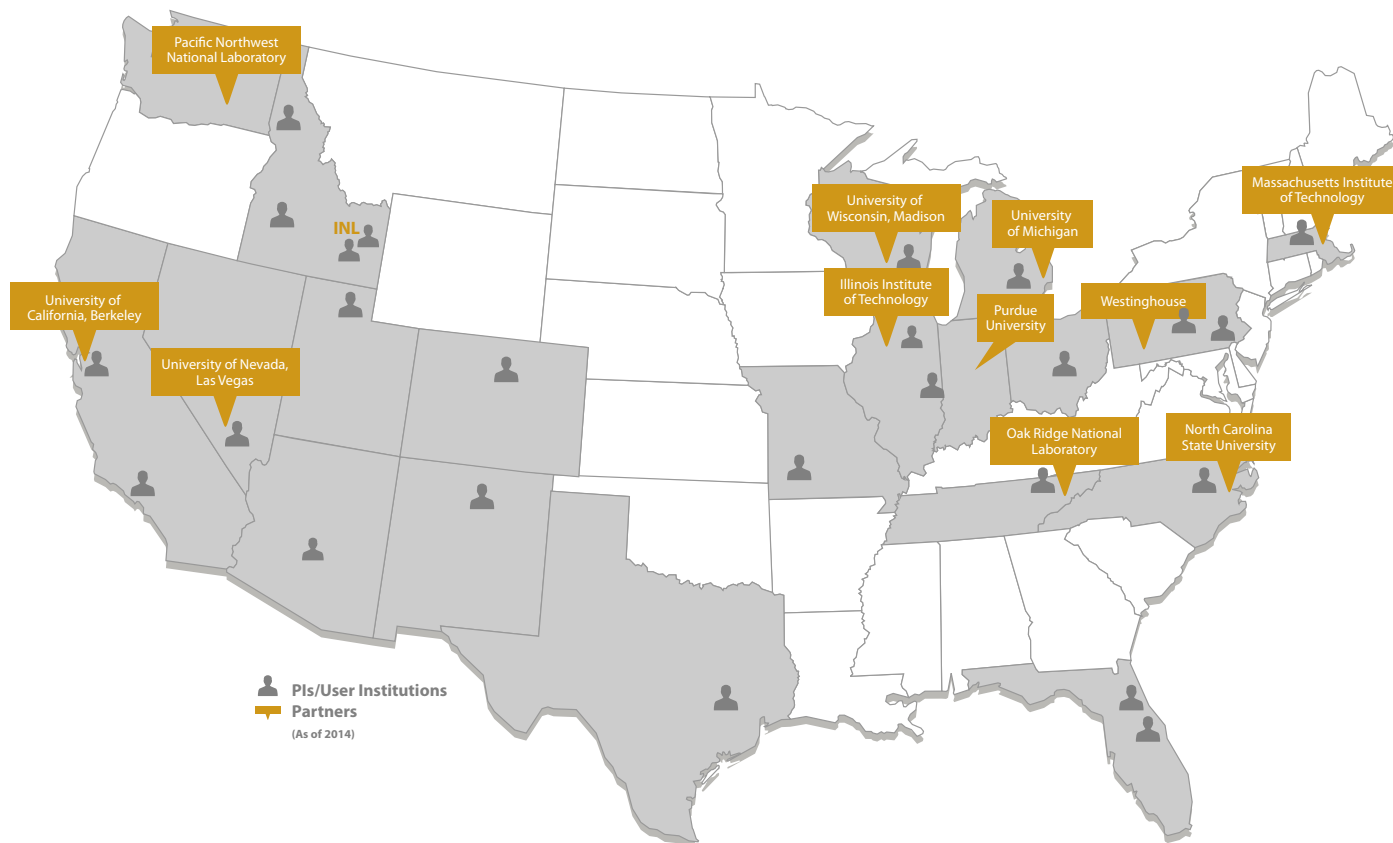 Pacific Northwest
National Laboratory
INL
University of
California, Berkeley
University of Nevada,
Las Vegas
University of
Wisconsin, Madison
University
of Michigan
Massachusetts Institute
of Technology
Illinois Institute
of Technology
Purdue
University
Westinghouse
Oak Ridge National
Laboratory
North Carolina
State University
PIs/User Institutions
Partners
(As of 2014)